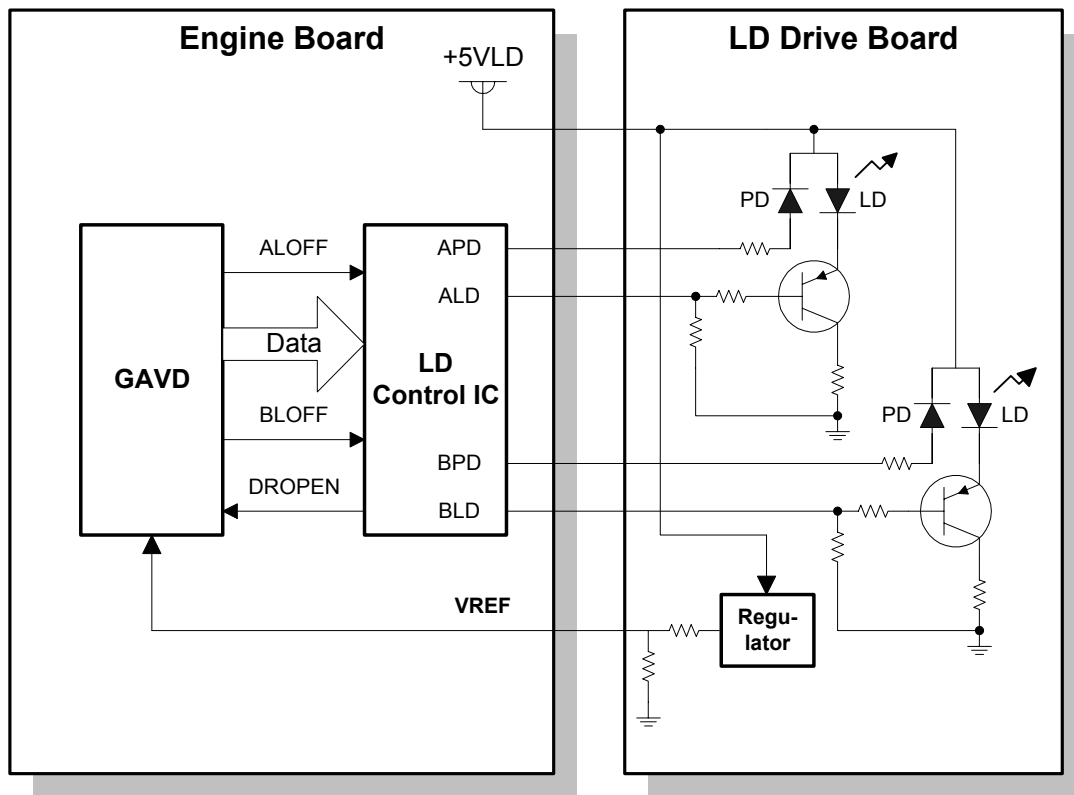 Engine Board
LD Drive Board
+5VLD
PD
LD
ALOFF
APD
ALD
Data
GAVD
LD
Control IC
PD
LD
BLOFF
BPD
DROPEN
BLD
VREF
Regu-
lator